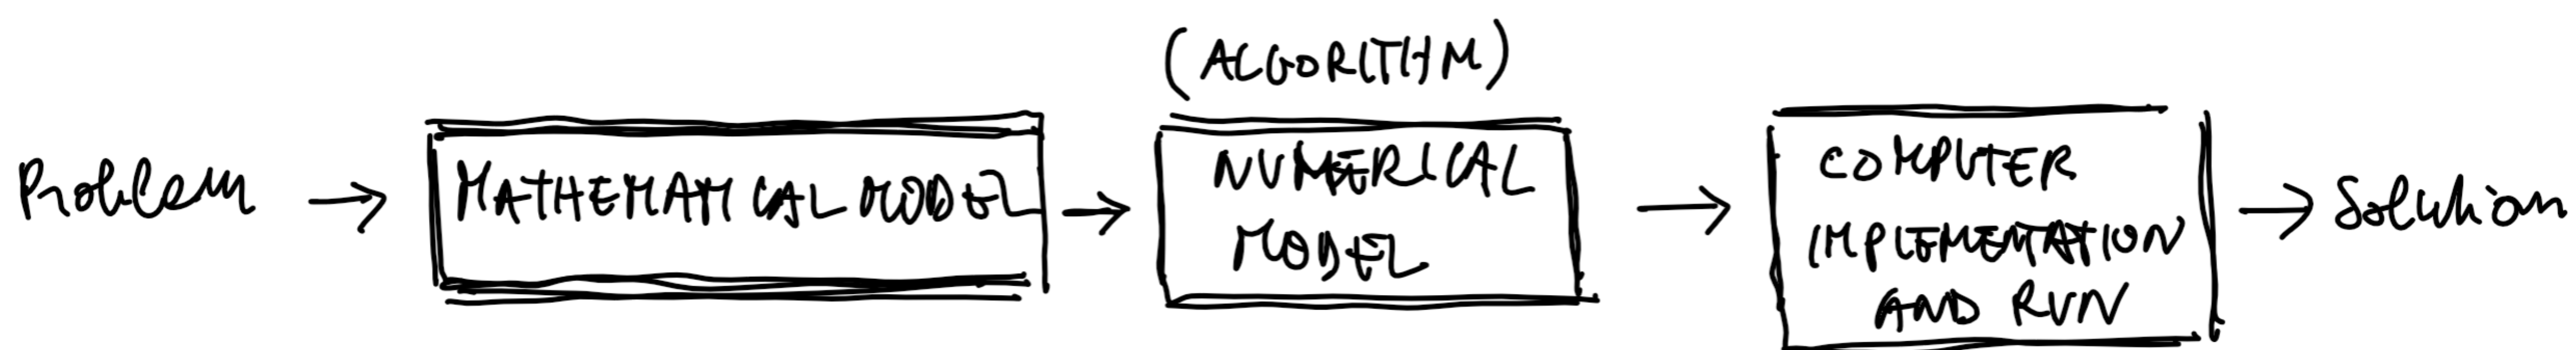 (ALGORITHM)
Problem → MATHEMATICAL MODEL → NUMERICAL MODEL → COMPUTER IMPLEMENTATION AND RUN → Solution